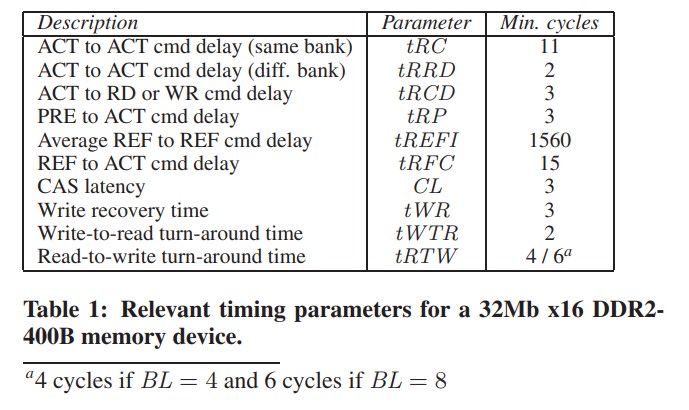 Description Parameter Min. cycles
ACT to ACT cmd delay (same bank) tRC 11
ACT to ACT cmd delay (diff. bank) tRRD 2
ACT to RD or WR cmd delay tRCD 3
PRE to ACT cmd delay tRP 3
Average REF to REF cmd delay tREFI 1560
REF to ACT cmd delay tRFC 15
CAS latency CL 3
Write recovery time tWR 3
Write-to-read turn-around time tWTR 2
Read-to-write turn-around time tRTW 4 / 6a
Table 1: Relevant timing parameters for a 32Mb x16 DDR2-
400B memory device.
a4 cycles if BL = 4 and 6 cycles if BL = 8